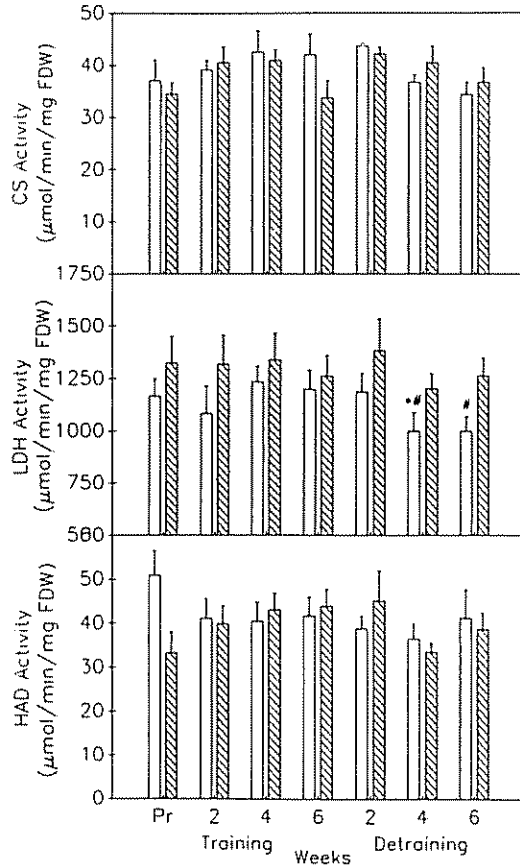 50
40
30
40
10
CS Activity
(μmol/min/mg FDW)
1750
1500
1250
1000
750
560
LDH Activity
(μmol/min/mg FDW)
*#
#
50
40
30
20
10
0
HAD Activity
(μmol/min/mg FDW)
Pr 2 4 6 2 4 6
Training Detraining
Weeks